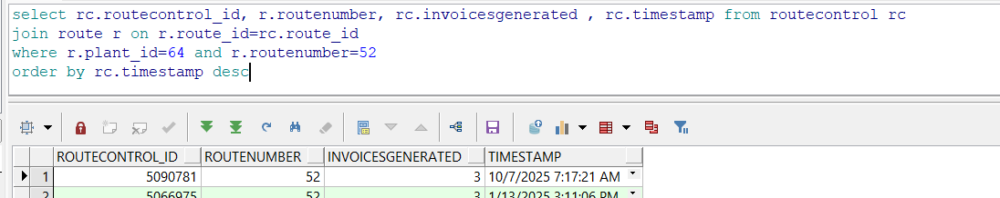 select rc.routecontrol_id, r.routenumber, rc.invoicesgenerated , rc.timestamp from routecontrol rc
join route r on r.route_id=rc.route_id
where r.plant_id=64 and r.routenumber=52
order by rc.timestamp desc
ROUTECONTROL_ID ROUTENUMBER INVOICESGENERATED TIMESTAMP
1 5090781 52 3 10/7/2025 7:17:21 AM
2 5066975 52 3 1/13/2025 3:11:06 PM